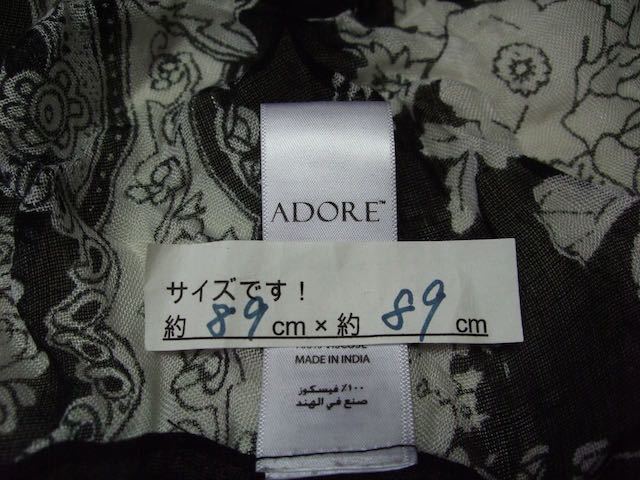 ADORE™
サイズです!
約 89 cm × 約 89 cm
MADE IN INDIA
١٠٠٪ فيسكوز
صنع في الهند